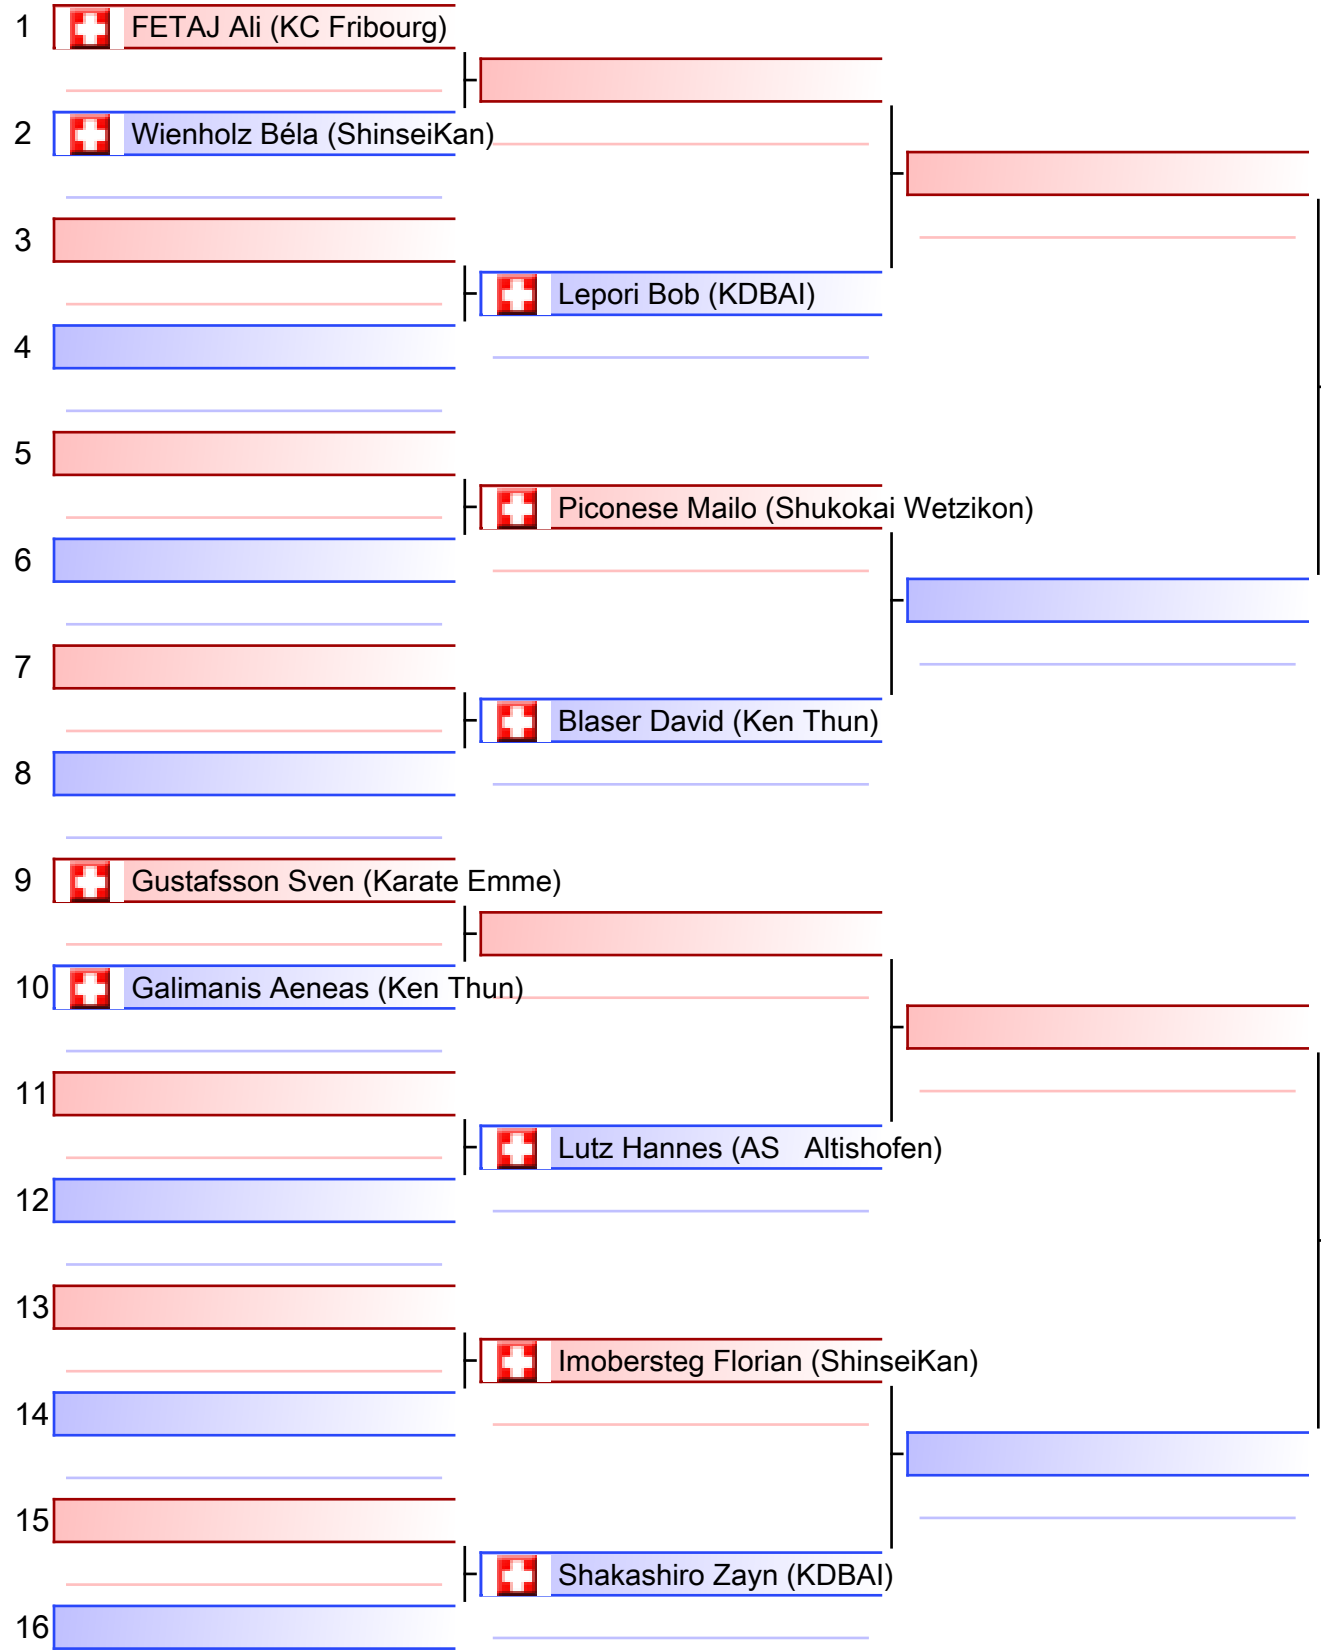 1 FETAJ Ali (KC Fribourg)
2 Wienholz Béla (ShinseiKan)
3
Lepori Bob (KDBAI)
4
5
Piconese Mailo (Shukokai Wetzikon)
6
7
Blaser David (Ken Thun)
8
9 Gustafsson Sven (Karate Emme)
10 Galimanis Aeneas (Ken Thun)
11
Lutz Hannes (AS Altishofen)
12
13
Imobersteg Florian (ShinseiKan)
14
15
Shakashiro Zayn (KDBAI)
16